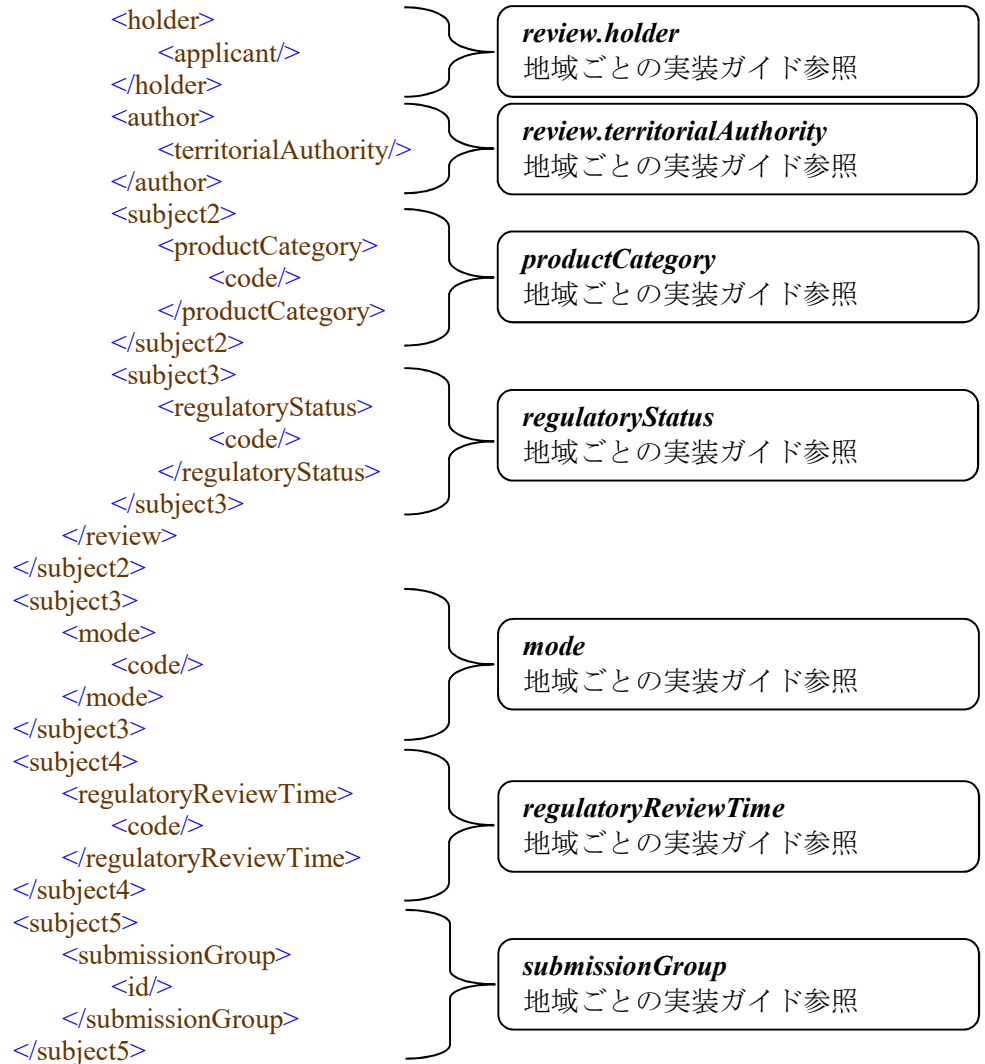 <holder>
<applicant/>
</holder>
review.holder
地域ごとの実装ガイド参照
<author>
<territorialAuthority/>
</author>
review.territorialAuthority
地域ごとの実装ガイド参照
<subject2>
<productCategory>
<code/>
</productCategory>
</subject2>
productCategory
地域ごとの実装ガイド参照
<subject3>
<regulatoryStatus>
<code/>
</regulatoryStatus>
</subject3>
regulatoryStatus
地域ごとの実装ガイド参照
</review>
</subject2>
<subject3>
<mode>
<code/>
</mode>
</subject3>
mode
地域ごとの実装ガイド参照
<subject4>
<regulatoryReviewTime>
<code/>
</regulatoryReviewTime>
</subject4>
regulatoryReviewTime
地域ごとの実装ガイド参照
<subject5>
<submissionGroup>
<id/>
</submissionGroup>
</subject5>
submissionGroup
地域ごとの実装ガイド参照